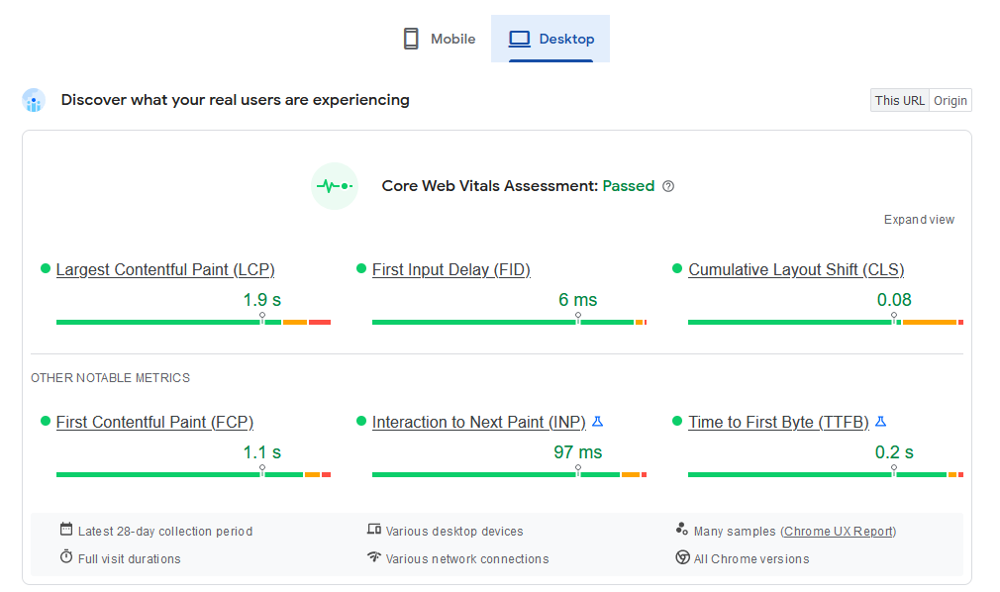 Mobile
Desktop
Discover what your real users are experiencing
This URL Origin
Core Web Vitals Assessment: Passed
Expand view
Largest Contentful Paint (LCP)
1.9 s
First Input Delay (FID)
6 ms
Cumulative Layout Shift (CLS)
0.08
OTHER NOTABLE METRICS
First Contentful Paint (FCP)
1.1 s
Interaction to Next Paint (INP)
97 ms
Time to First Byte (TTFB)
0.2 s
Latest 28-day collection period
Various desktop devices
Many samples (Chrome UX Report)
Full visit durations
Various network connections
All Chrome versions